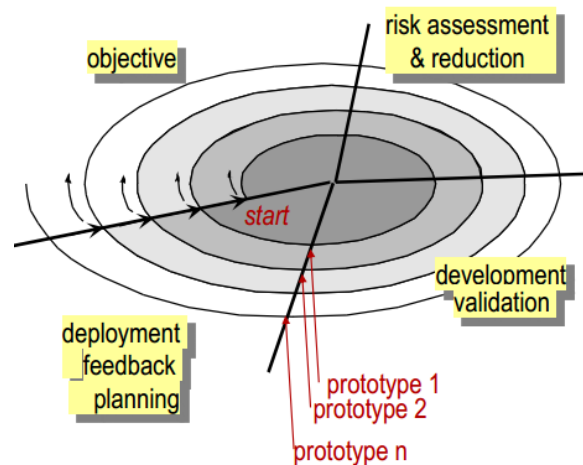 objective
risk assessment
& reduction
start
development
validation
deployment
feedback
planning
prototype 1
prototype 2
prototype n